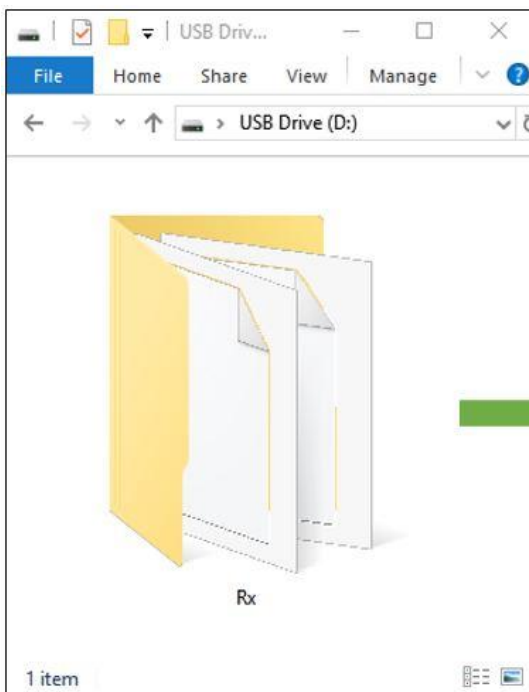 USB Driv...
File Home Share View Manage ?
USB Drive (D:)
Rx
1 item